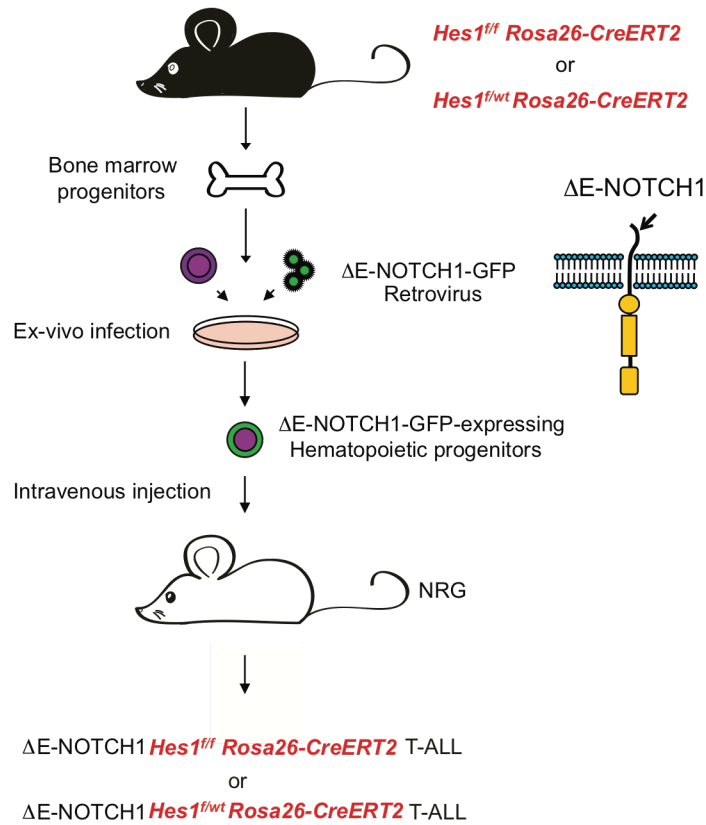 Hes1f/f Rosa26-CreERT2
or
Hes1f/wt Rosa26-CreERT2
Bone marrow
progenitors
ΔE-NOTCH1
ΔE-NOTCH1-GFP
Retrovirus
Ex-vivo infection
ΔE-NOTCH1-GFP-expressing
Hematopoietic progenitors
Intravenous injection
NRG
ΔE-NOTCH1 Hes1f/f Rosa26-CreERT2 T-ALL
or
ΔE-NOTCH1 Hes1f/wt Rosa26-CreERT2 T-ALL